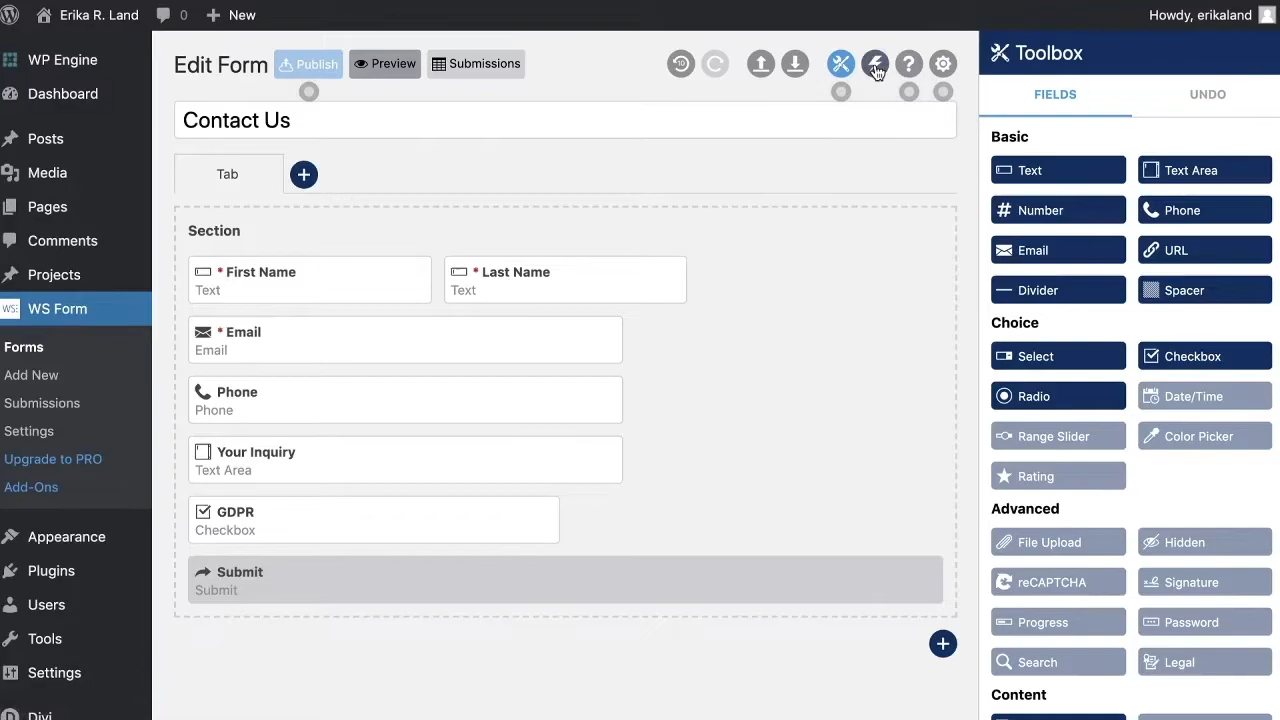 Erika R. Land
0
New
Howdy, erikaland
WP Engine
Dashboard
Posts
Media
Pages
Comments
Projects
WS Form
Forms
Add New
Submissions
Settings
Upgrade to PRO
Add-Ons
Appearance
Plugins
Users
Tools
Settings
Divi
Edit Form
Publish
Preview
Submissions
10
?
Contact Us
Tab
Section
* First Name
Text
* Last Name
Text
* Email
Email
Phone
Phone
Your Inquiry
Text Area
GDPR
Checkbox
Submit
Submit
Toolbox
FIELDS
UNDO
Basic
Text
Text Area
Number
Phone
Email
URL
Divider
Spacer
Choice
Select
Checkbox
Radio
Date/Time
Range Slider
Color Picker
Rating
Advanced
File Upload
Hidden
reCAPTCHA
Signature
Progress
Password
Search
Legal
Content